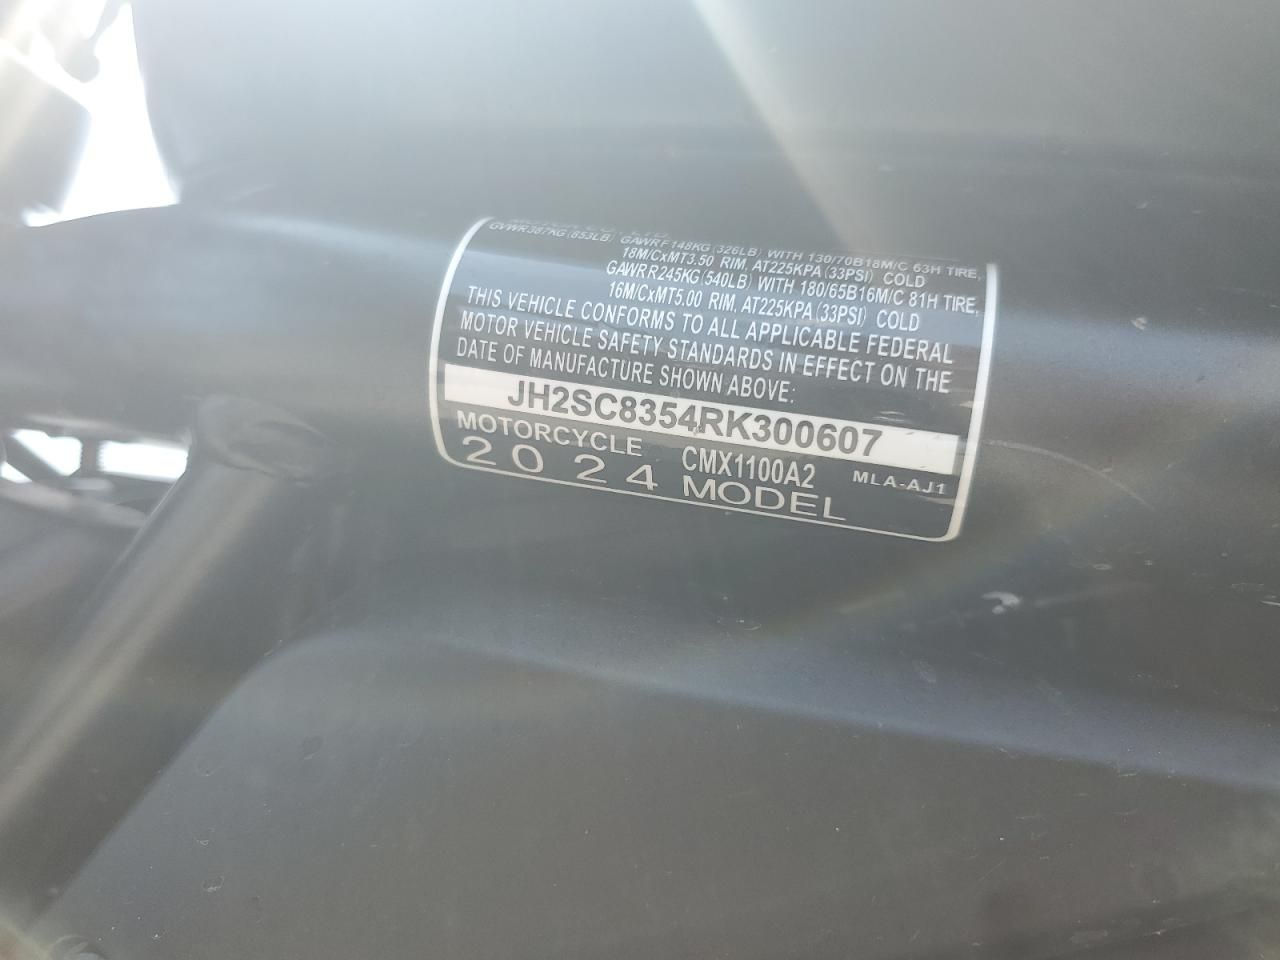 MOTOR CO., LTD.
GVWR387KG(853LB) GAWRF148KG(326LB) WITH 130/70B18M/C 63H TIRE,
18M/CxMT3.50 RIM, AT225KPA(33PSI) COLD
GAWRR245KG(540LB) WITH 180/65B16M/C 81H TIRE,
16M/CxMT5.00 RIM, AT225KPA(33PSI) COLD
THIS VEHICLE CONFORMS TO ALL APPLICABLE FEDERAL
MOTOR VEHICLE SAFETY STANDARDS IN EFFECT ON THE
DATE OF MANUFACTURE SHOWN ABOVE:
JH2SC8354RK300607
MOTORCYCLE CMX1100A2 MLA-AJ1
2024 MODEL